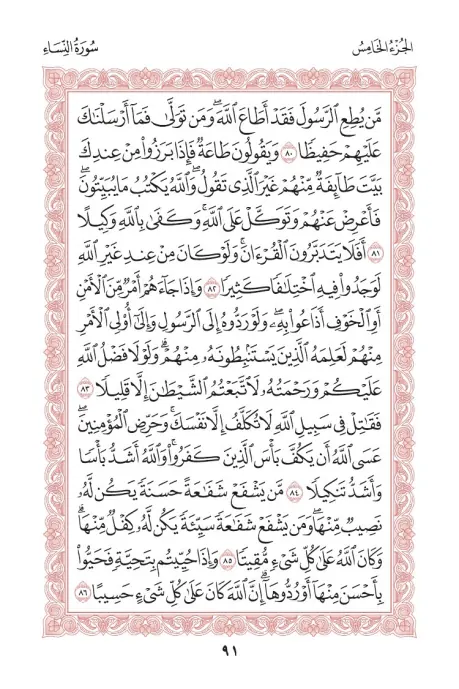 الجزء الخامس سورة النساء
مَّن يُطِعِ ٱلرَّسُولَ فَقَدْ أَطَاعَ ٱللَّهَۖ وَمَن تَوَلَّىٰ فَمَآ أَرْسَلْنَٰكَ
عَلَيْهِمْ حَفِيظًا ٨٠ وَيَقُولُونَ طَاعَةٌ فَإِذَا بَرَزُوا۟ مِنْ عِندِكَ
بَيَّتَ طَآئِفَةٌ مِّنْهُمْ غَيْرَ ٱلَّذِى تَقُولُۖ وَٱللَّهُ يَكْتُبُ مَا يُبَيِّتُونَۖ
فَأَعْرِضْ عَنْهُمْ وَتَوَكَّلْ عَلَى ٱللَّهِۚ وَكَفَىٰ بِٱللَّهِ وَكِيلًا
٨١ أَفَلَا يَتَدَبَّرُونَ ٱلْقُرْءَانَۚ وَلَوْ كَانَ مِنْ عِندِ غَيْرِ ٱللَّهِ
لَوَجَدُوا۟ فِيهِ ٱخْتِلَٰفًا كَثِيرًا ٨٢ وَإِذَا جَآءَهُمْ أَمْرٌ مِّنَ ٱلْأَمْنِ
أَوِ ٱلْخَوْفِ أَذَاعُوا۟ بِهِۦۖ وَلَوْ رَدُّوهُ إِلَى ٱلرَّسُولِ وَإِلَىٰٓ أُو۟لِى ٱلْأَمْرِ
مِنْهُمْ لَعَلِمَهُ ٱلَّذِينَ يَسْتَنۢبِطُونَهُۥ مِنْهُمْۗ وَلَوْلَا فَضْلُ ٱللَّهِ
عَلَيْكُمْ وَرَحْمَتُهُۥ لَٱتَّبَعْتُمُ ٱلشَّيْطَٰنَ إِلَّا قَلِيلًا ٨٣
فَقَٰتِلْ فِى سَبِيلِ ٱللَّهِ لَا تُكَلَّفُ إِلَّا نَفْسَكَۚ وَحَرِّضِ ٱلْمُؤْمِنِينَۖ
عَسَى ٱللَّهُ أَن يَكُفَّ بَأْسَ ٱلَّذِينَ كَفَرُوا۟ۚ وَٱللَّهُ أَشَدُّ بَأْسًا
وَأَشَدُّ تَنكِيلًا ٨٤ مَّن يَشْفَعْ شَفَٰعَةً حَسَنَةً يَكُن لَّهُۥ
نَصِيبٌ مِّنْهَاۖ وَمَن يَشْفَعْ شَفَٰعَةً سَيِّئَةً يَكُن لَّهُۥ كِفْلٌ مِّنْهَاۗ
وَكَانَ ٱللَّهُ عَلَىٰ كُلِّ شَىْءٍ مُّقِيتًا ٨٥ وَإِذَا حُيِّيتُم بِتَحِيَّةٍ فَحَيُّوا۟
بِأَحْسَنَ مِنْهَآ أَوْ رُدُّوهَآۗ إِنَّ ٱللَّهَ كَانَ عَلَىٰ كُلِّ شَىْءٍ حَسِيبًا ٨٦
٩١